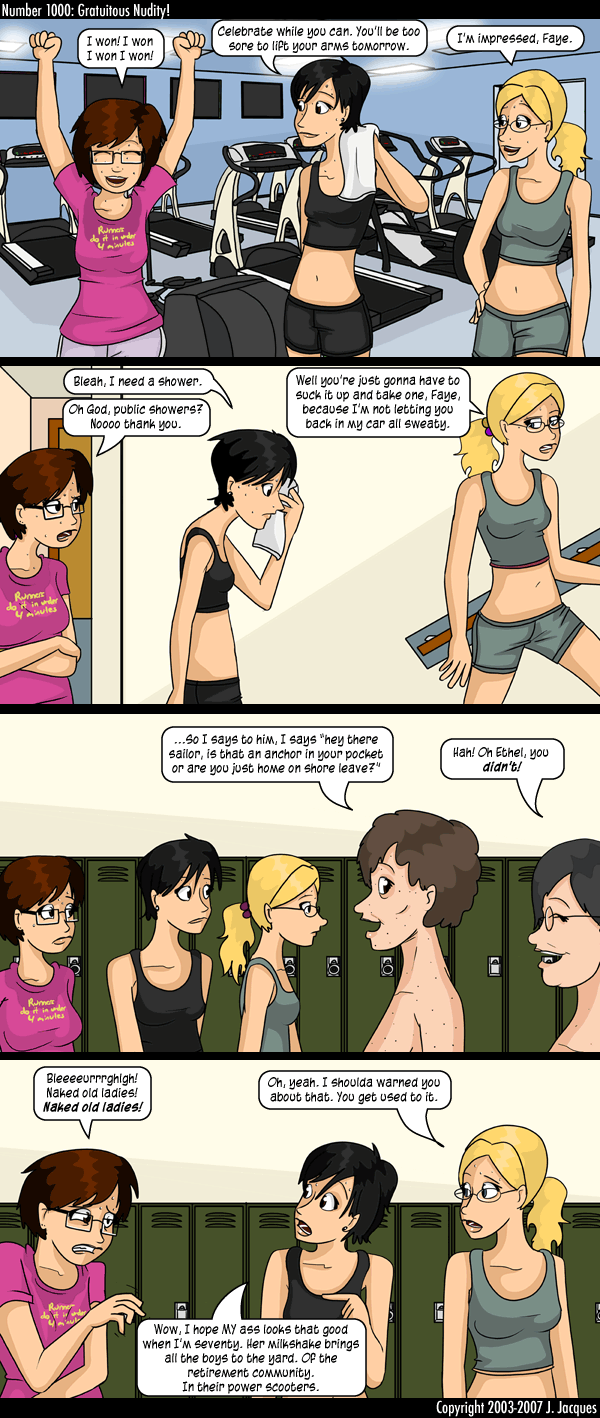 Number 1000: Gratuitous Nudity!
I won! I won
I won I won!
Celebrate while you can. You'll be too
sore to lift your arms tomorrow.
I'm impressed, Faye.
Runners
do it in under
4 minutes
Bleah, I need a shower.
Oh God, public showers?
Noooo thank you.
Well you're just gonna have to
suck it up and take one, Faye,
because I'm not letting you
back in my car all sweaty.
Runners
do it in under
4 minutes
...So I says to him, I says "hey there
sailor, is that an anchor in your pocket
or are you just home on shore leave?"
Hah! Oh Ethel, you
didn't!
Runners
do it in under
4 minutes
Bleeeeurrrghlgh!
Naked old ladies!
Naked old ladies!
Oh, yeah. I shoulda warned you
about that. You get used to it.
Runners
do it in under
4 minutes
Wow, I hope MY ass looks that good
when I'm seventy. Her milkshake brings
all the boys to the yard. Of the
retirement community.
In their power scooters.
Copyright 2003-2007 J. Jacques